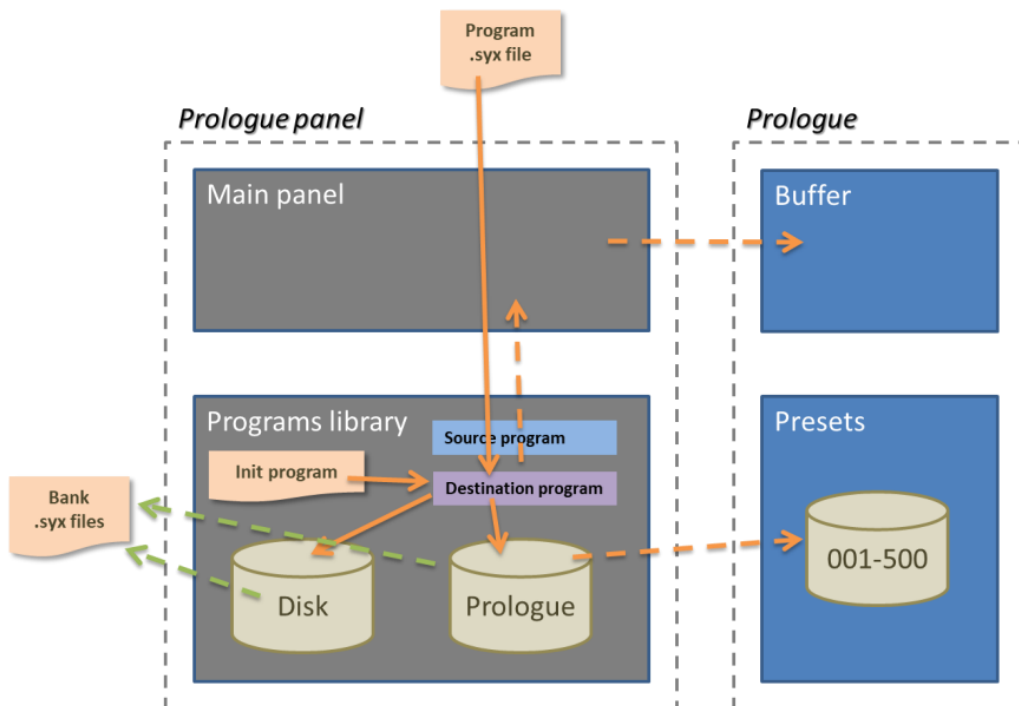 Program
.syx file
Prologue panel
Prologue
Main panel
Buffer
Programs library
Presets
Source program
Init program
Destination program
Bank
.syx files
Disk
Prologue
001-500